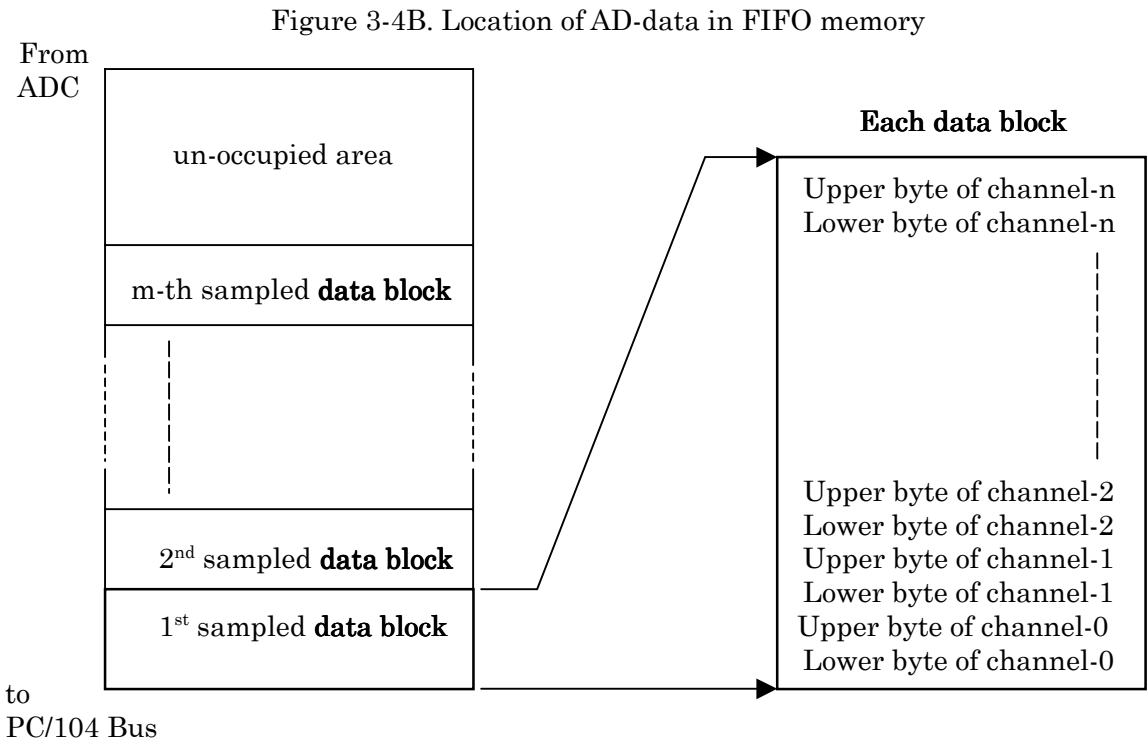 Figure 3-4B. Location of AD-data in FIFO memory
From
ADC
un-occupied area
m-th sampled data block
2nd sampled data block
1st sampled data block
to
PC/104 Bus
Each data block
Upper byte of channel-n
Lower byte of channel-n
Upper byte of channel-2
Lower byte of channel-2
Upper byte of channel-1
Lower byte of channel-1
Upper byte of channel-0
Lower byte of channel-0